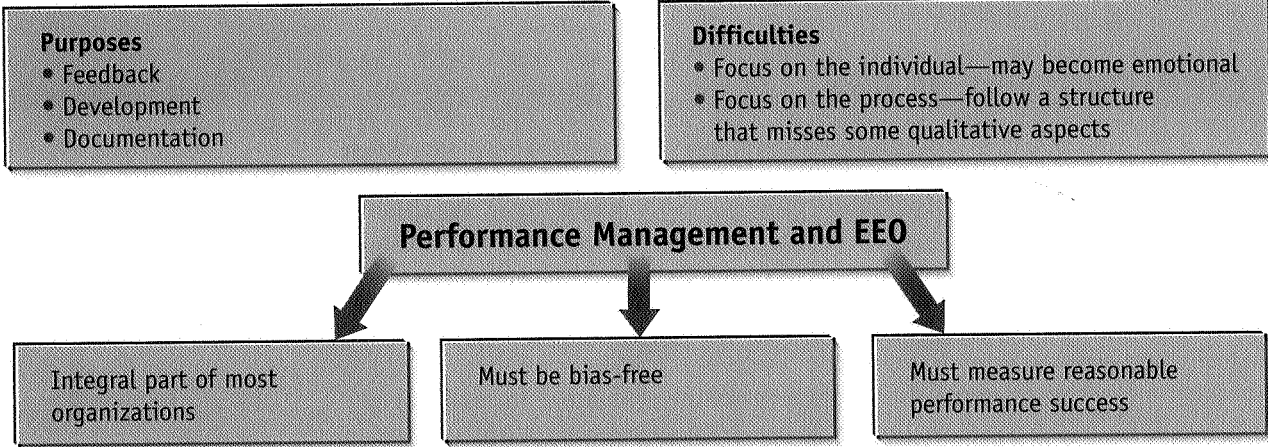 Purposes
• Feedback
• Development
• Documentation
Difficulties
• Focus on the individual—may become emotional
• Focus on the process—follow a structure
that misses some qualitative aspects
Performance Management and EEO
Integral part of most
organizations
Must be bias-free
Must measure reasonable
performance success